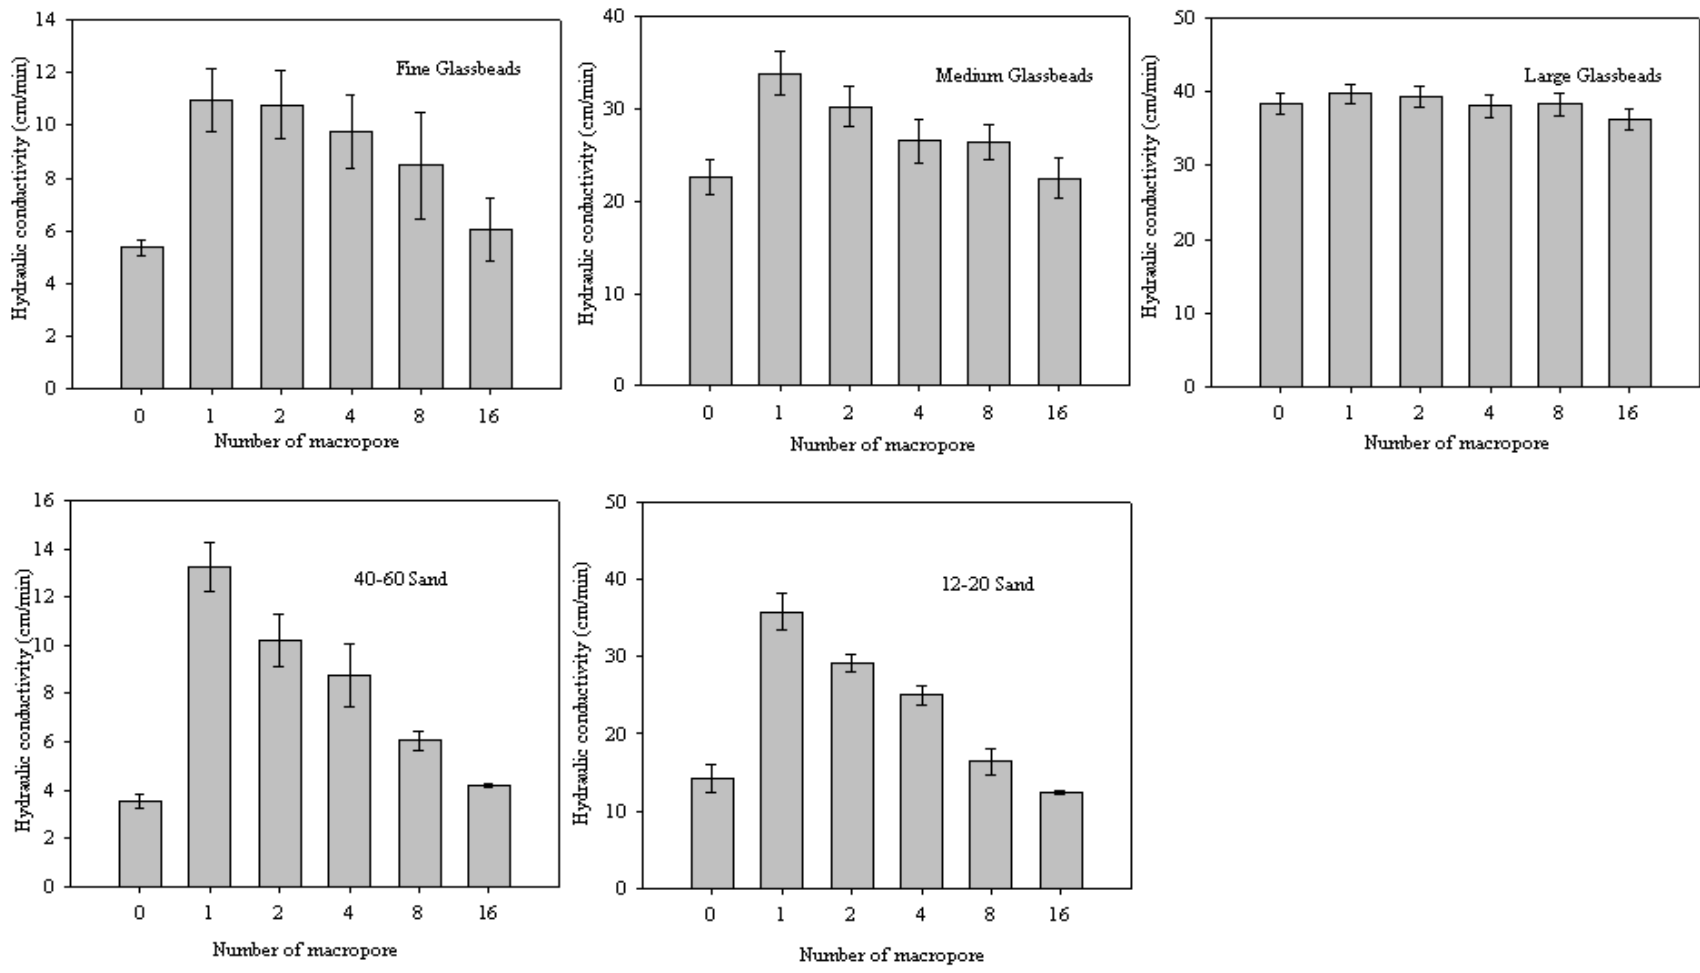 14
12
10
8
6
4
2
0
Hydraulic conductivity (cm/min)
Fine Glassbeads
0 1 2 4 8 16
Number of macropore
40
30
20
10
0
Hydraulic conductivity (cm/min)
Medium Glassbeads
0 1 2 4 8 16
Number of macropore
50
40
30
20
10
0
Hydraulic conductivity (cm/min)
Large Glassbeads
0 1 2 4 8 16
Number of macropore
16
14
12
10
8
6
4
2
0
Hydraulic conductivity (cm/min)
40-60 Sand
0 1 2 4 8 16
Number of macropore
50
40
30
20
10
0
Hydraulic conductivity (cm/min)
12-20 Sand
0 1 2 4 8 16
Number of macropore